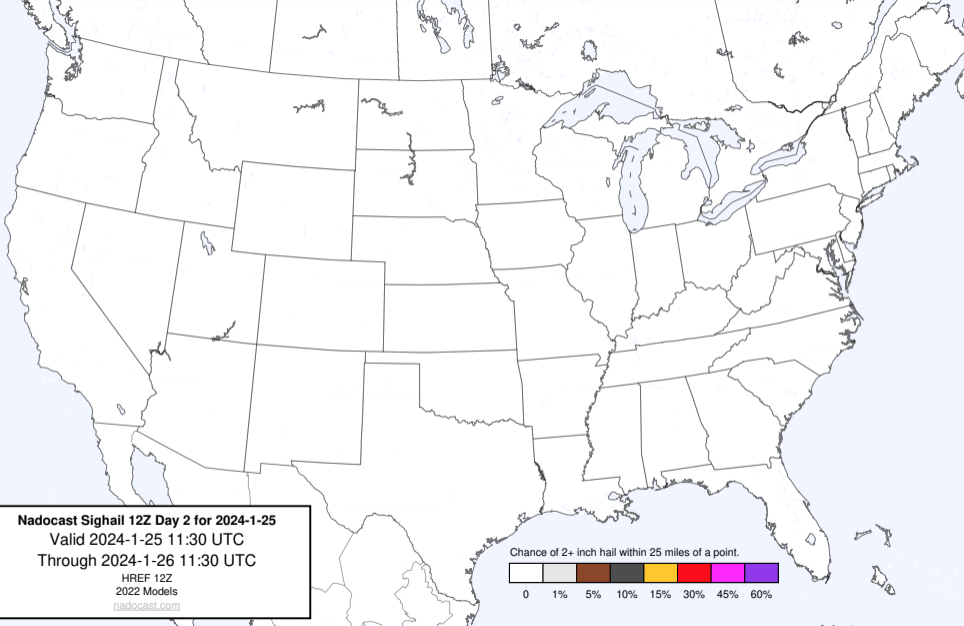 Nadocast Sighail 12Z Day 2 for 2024-1-25
Valid 2024-1-25 11:30 UTC
Through 2024-1-26 11:30 UTC
HREF 12Z
2022 Models
nadocast.com
Chance of 2+ inch hail within 25 miles of a point.
0 1% 5% 10% 15% 30% 45% 60%